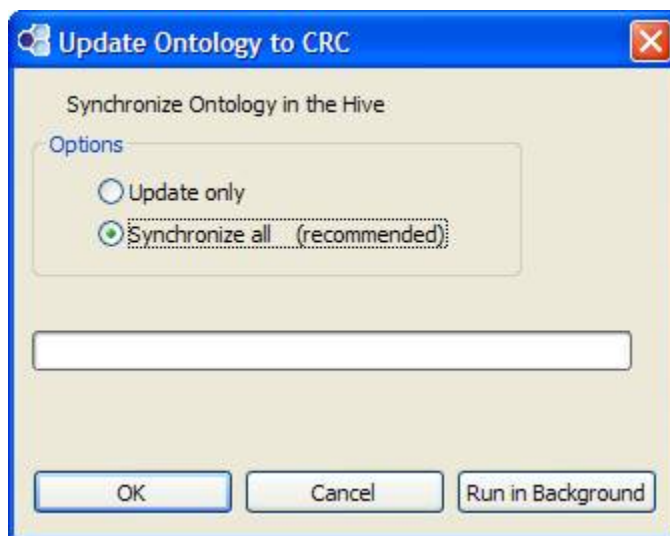 Update Ontology to CRC
Synchronize Ontology in the Hive
Options
Update only
Synchronize all (recommended)
OK
Cancel
Run in Background